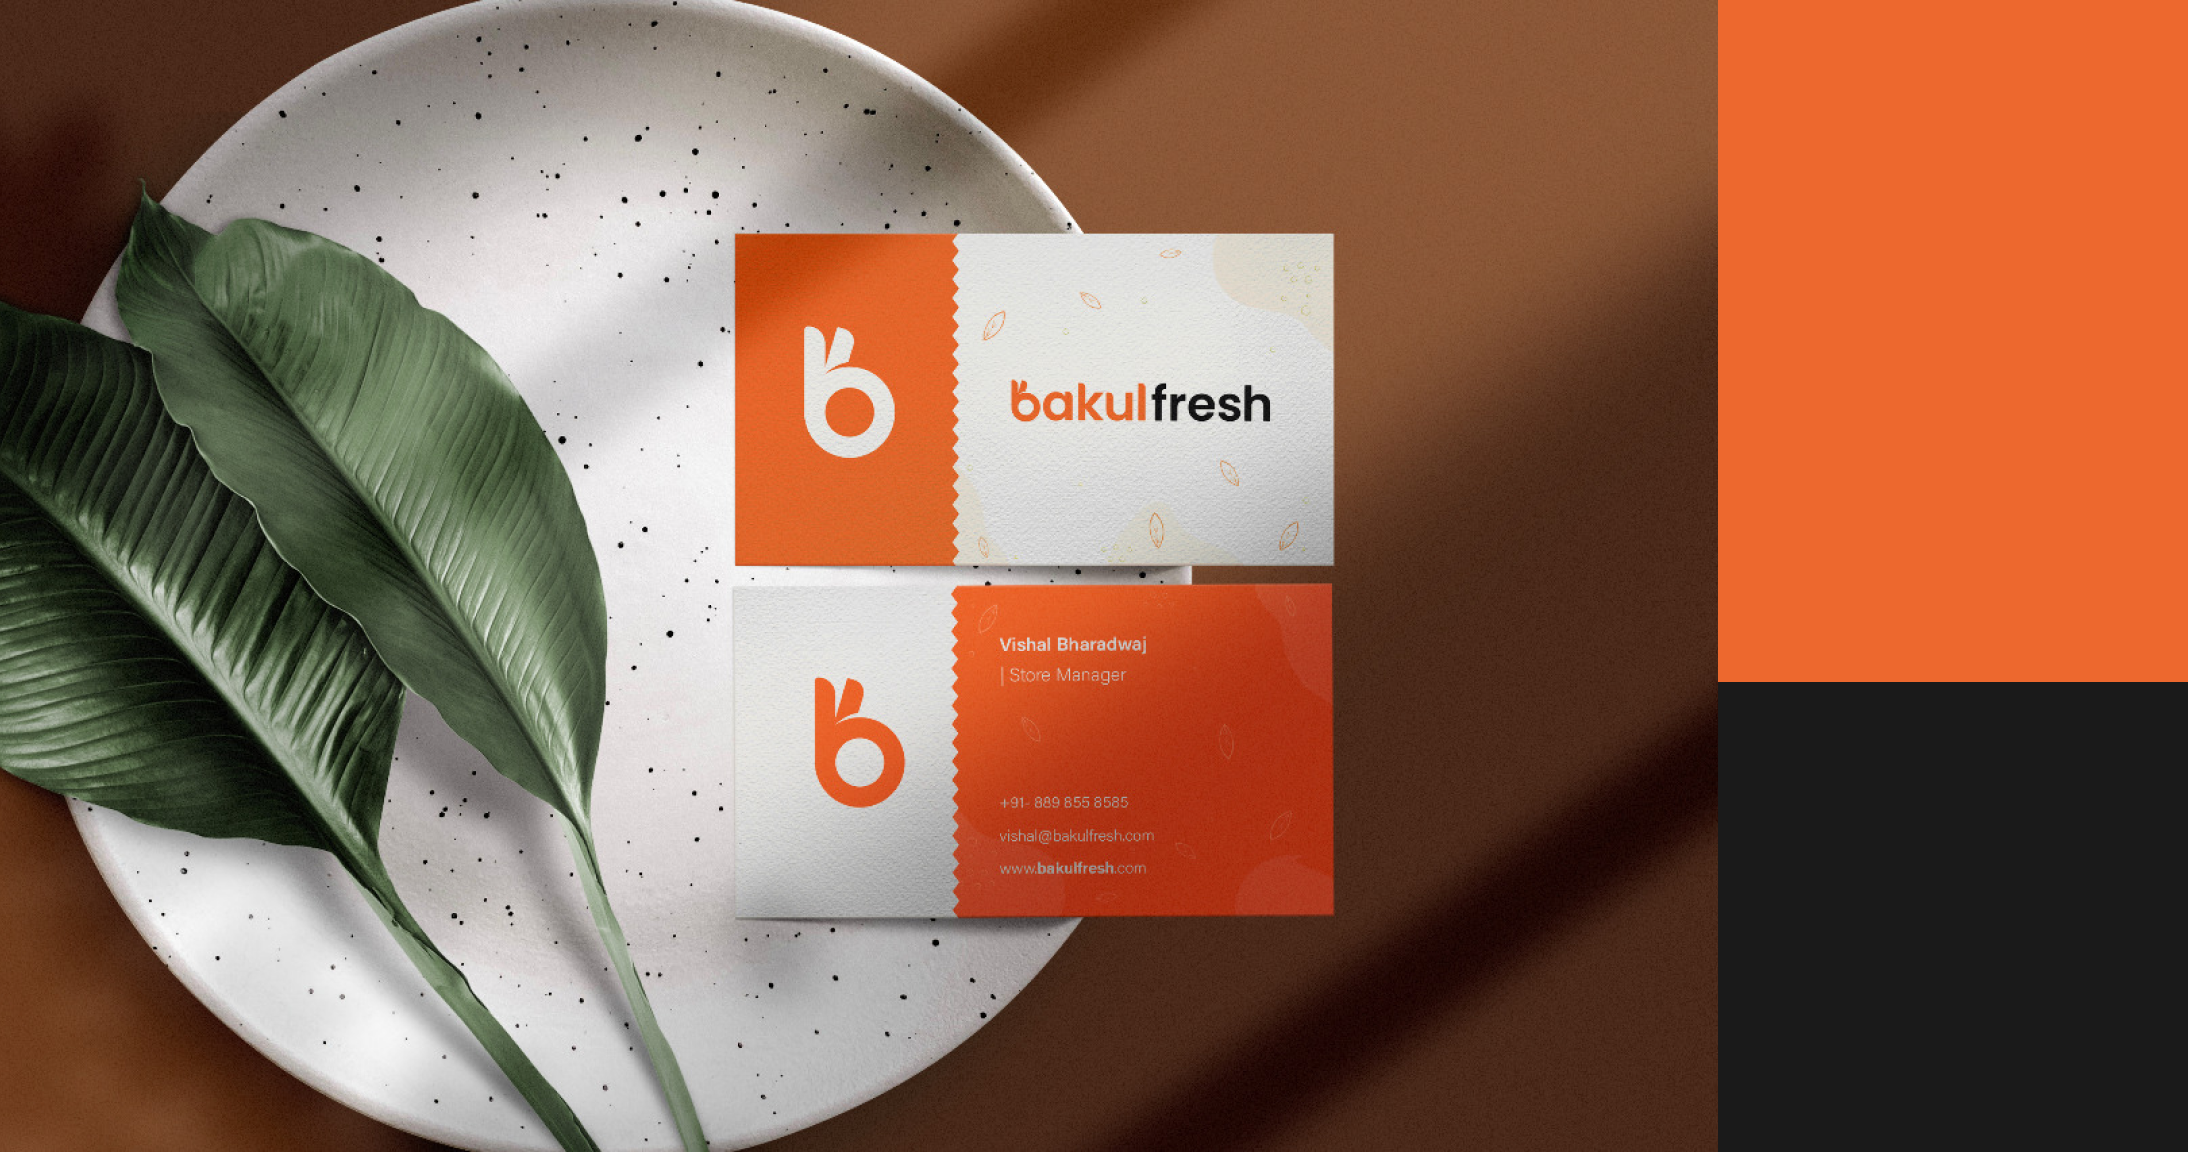 b
bakulfresh
b
Vishal Bharadwaj
| Store Manager
+91- 889 855 8585
vishal@bakulfresh.com
www.bakulfresh.com